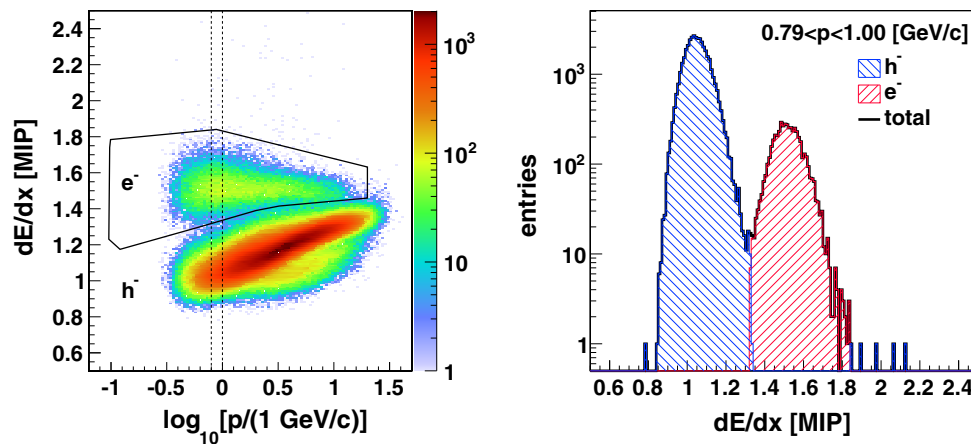 dE/dx [MIP]
2.4
2.2
2
1.8
1.6
1.4
1.2
1
0.8
0.6
e⁻
h⁻
-1 -0.5 0 0.5 1 1.5
log₁₀[p/(1 GeV/c)]
10³
10²
10
1
entries
10³
10²
10
1
0.79<p<1.00 [GeV/c]
h⁻
e⁻
total
0.6 0.8 1 1.2 1.4 1.6 1.8 2 2.2 2.4
dE/dx [MIP]